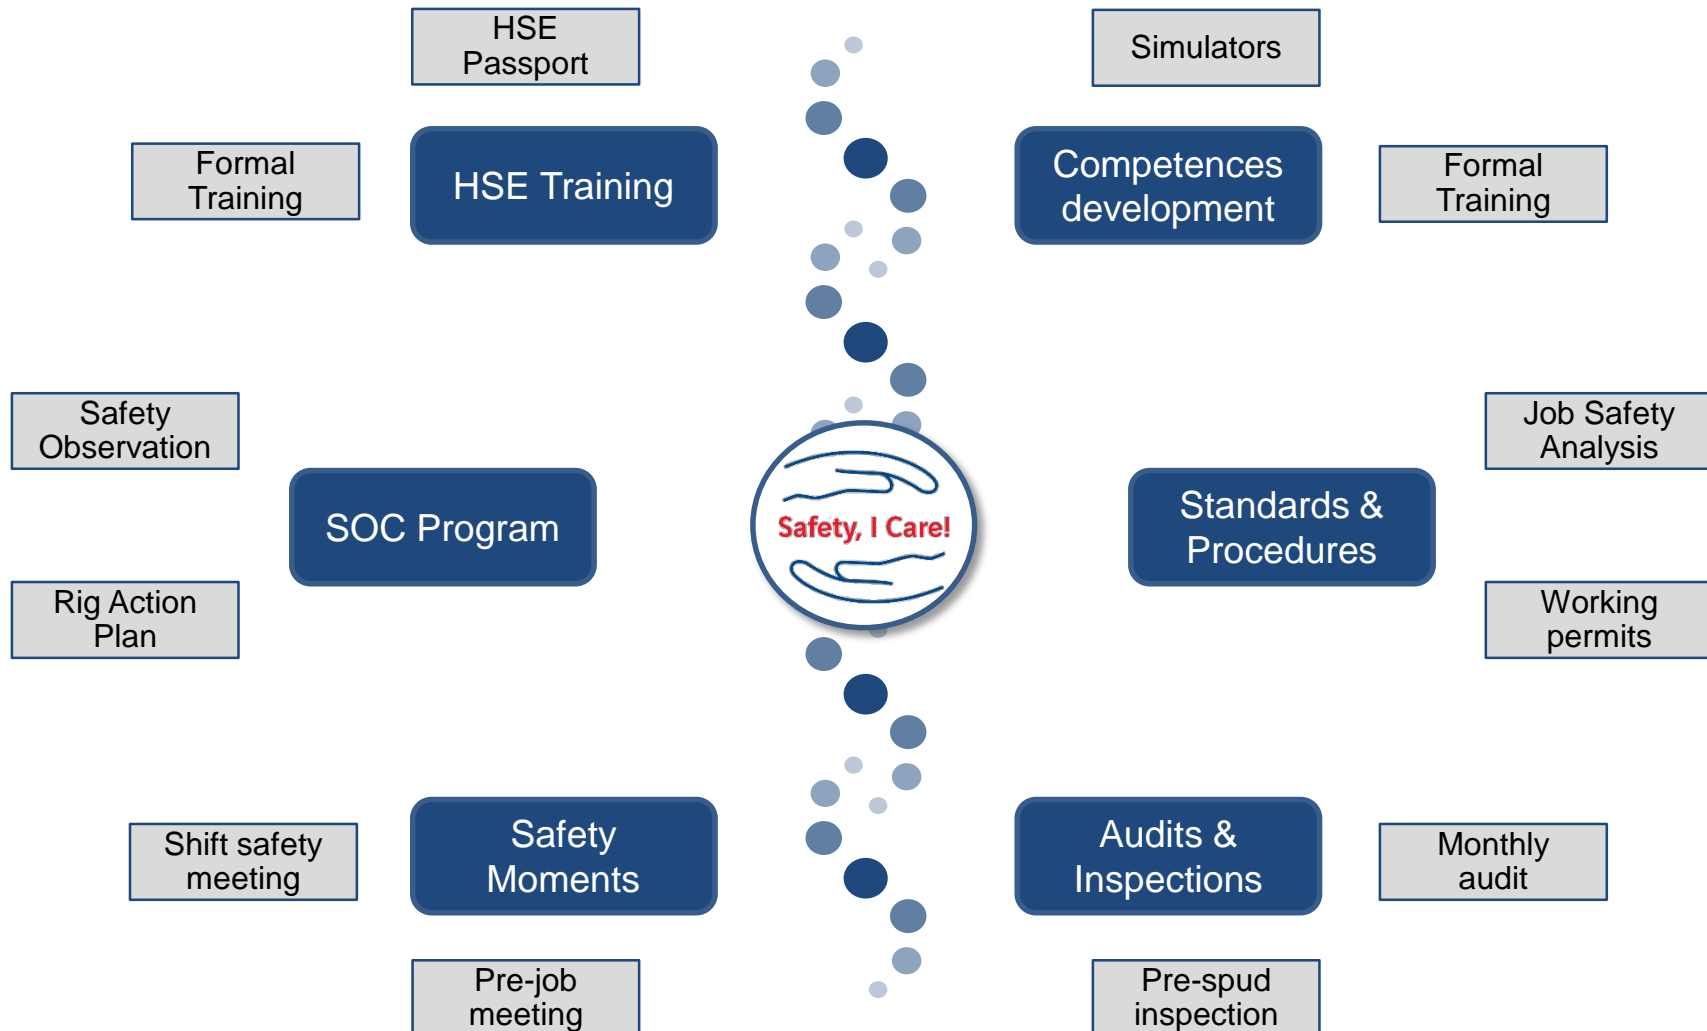 HSE
Passport
Simulators
Formal
Training
HSE Training
Competences
development
Formal
Training
Safety
Observation
Job Safety
Analysis
SOC Program
Safety, I Care!
Standards &
Procedures
Rig Action
Plan
Working
permits
Shift safety
meeting
Safety
Moments
Audits &
Inspections
Monthly
audit
Pre-job
meeting
Pre-spud
inspection